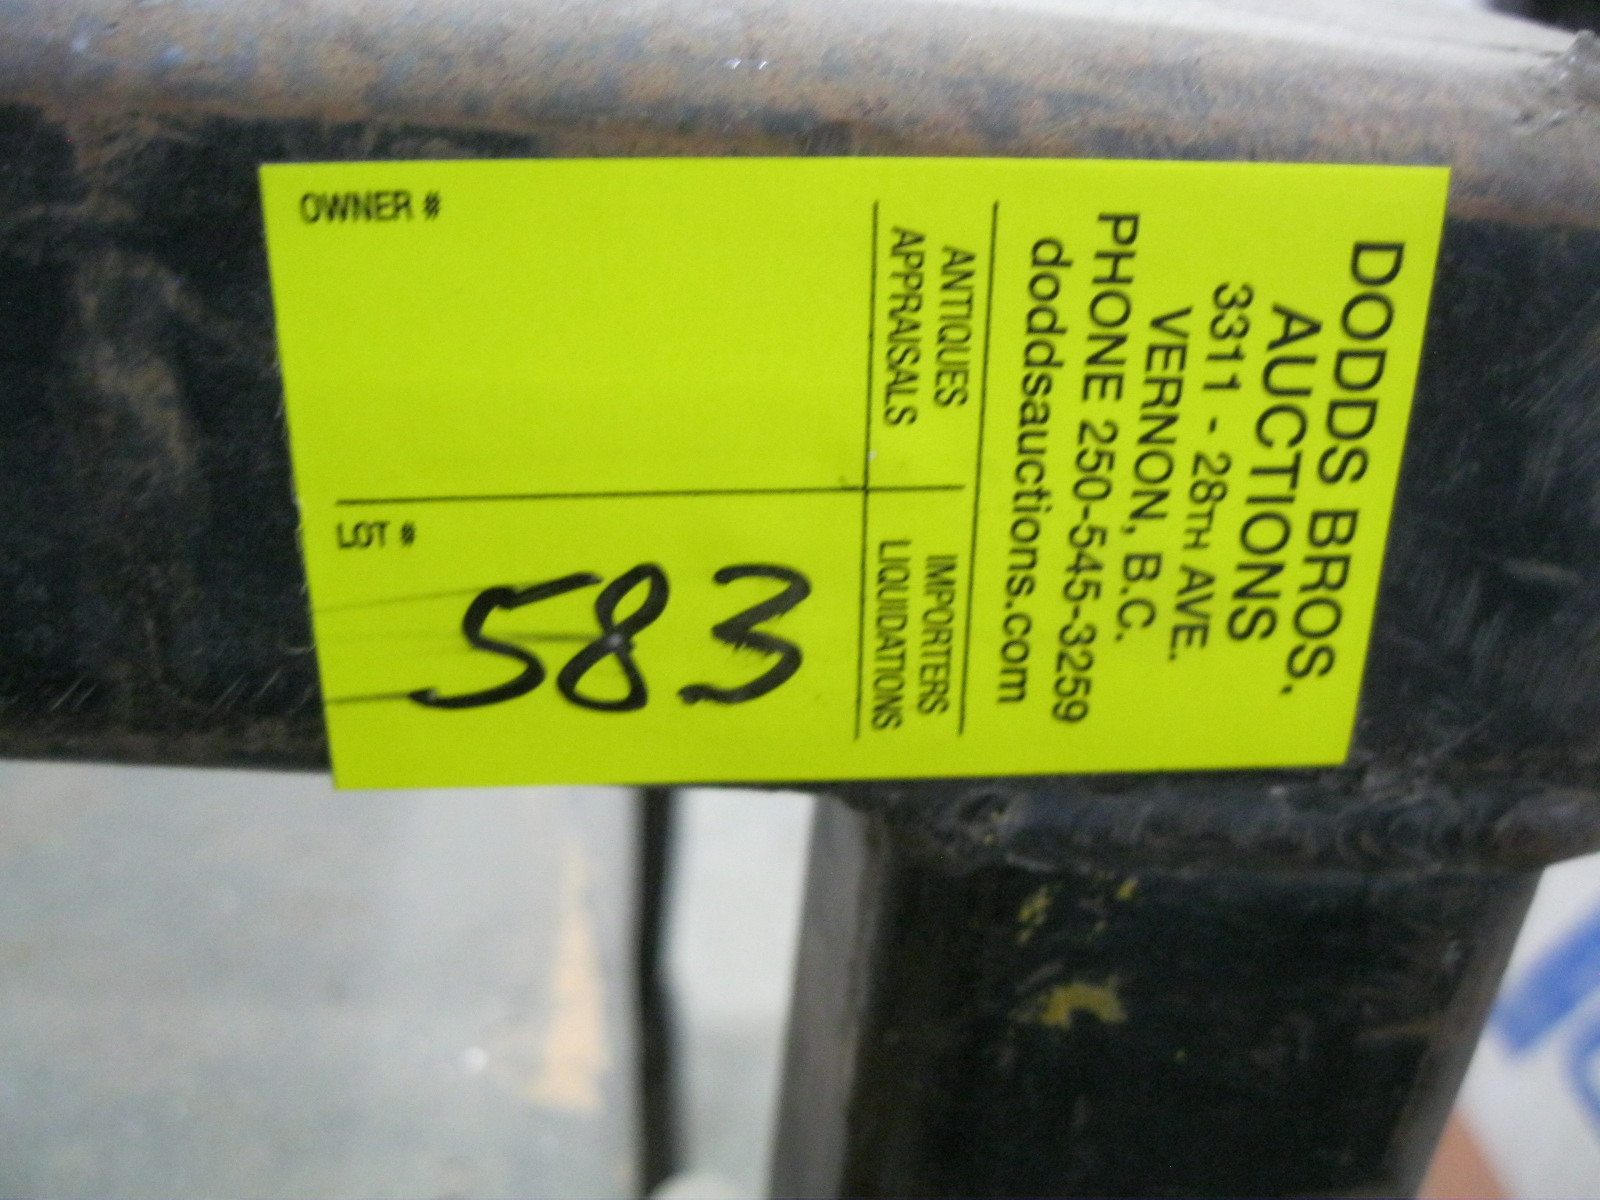 DODDS BROS.
AUCTIONS
3311 - 28TH AVE.
VERNON, B.C.
PHONE 250-545-3259
doddsauctions.com
ANTIQUES
APPRAISALS
IMPORTERS
LIQUIDATIONS
OWNER #
LOT #
583